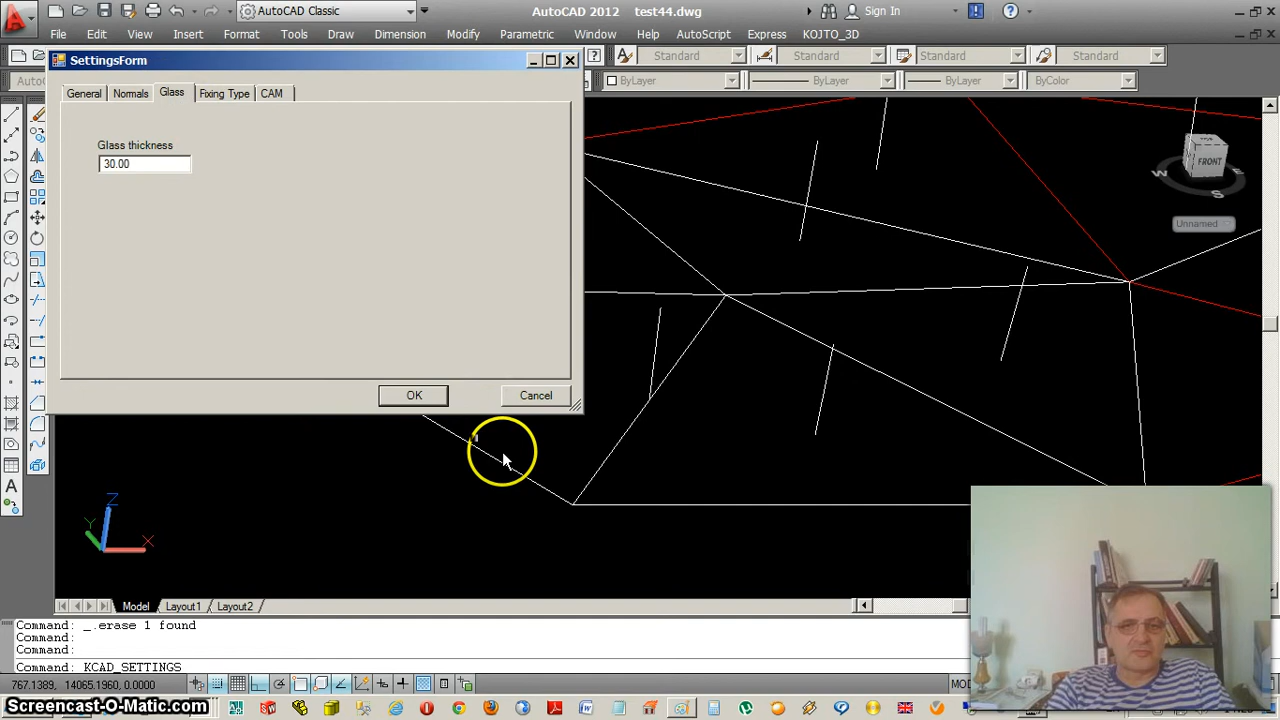 AutoCAD Classic
AutoCAD 2012 test44.dwg
Sign In
File Edit View Insert Format Tools Draw Dimension Modify Parametric Window Help AutoScript Express KOJTO_3D
Standard Standard Standard Standard
ByLayer ByLayer ByLayer ByColor
SettingsForm
General Normals Glass Fixing Type CAM
Glass thickness
30.00
OK Cancel
FRONT
W
S
Unnamed
Z
Y
X
Model Layout1 Layout2
Command: _.erase 1 found
Command:
Command:
Command: KCAD_SETTINGS
767.1389, 14065.1960, 0.0000
Screencast-O-Matic.com